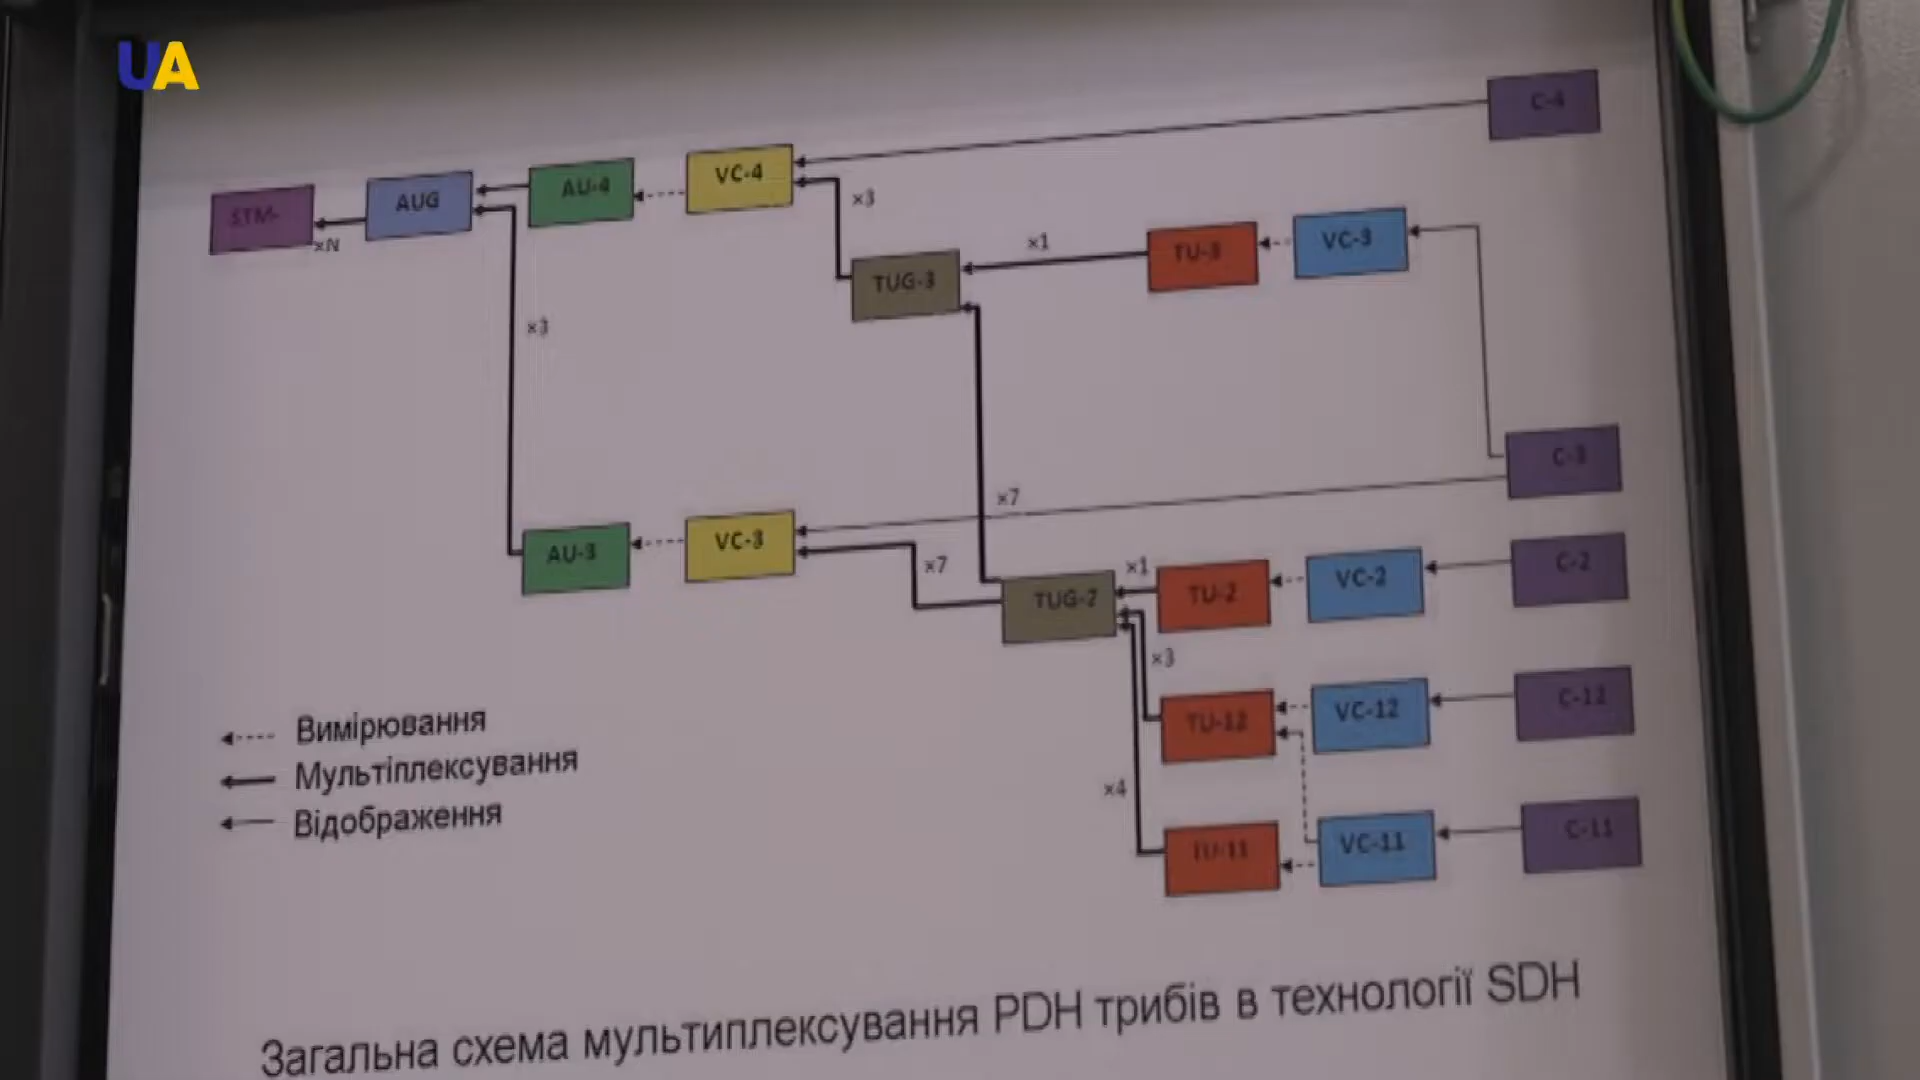 UA
C-4
VC-4
AU-4
AUG
STM-
×N
×3
×1
TU-3
VC-3
TUG-3
×3
C-3
×7
VC-3
AU-3
×7
×1
TUG-2
TU-2
VC-2
C-2
×3
TU-12
VC-12
C-12
×4
TU-11
VC-11
C-11
Вимірювання
Мультіплексування
Відображення
Загальна схема мультиплексування PDH трибів в технології SDH